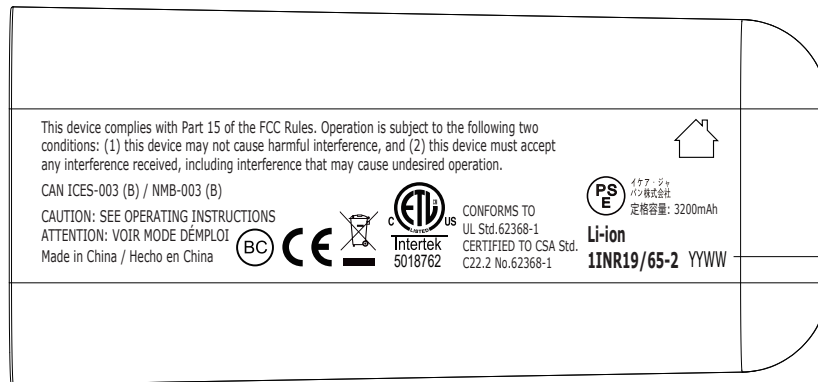 This device complies with Part 15 of the FCC Rules. Operation is subject to the following two
conditions: (1) this device may not cause harmful interference, and (2) this device must accept
any interference received, including interference that may cause undesired operation.
CAN ICES-003 (B) / NMB-003 (B)
CAUTION: SEE OPERATING INSTRUCTIONS
ATTENTION: VOIR MODE DÉMPLOI
Made in China / Hecho en China
BC
CE
C ETL CM US
LISTED
Intertek
5018762
CONFORMS TO
UL Std.62368-1
CERTIFIED TO CSA Std.
C22.2 No.62368-1
PS
E
イケア・ジャ
パン株式会社
定格容量: 3200mAh
Li-ion
1INR19/65-2 YYWW